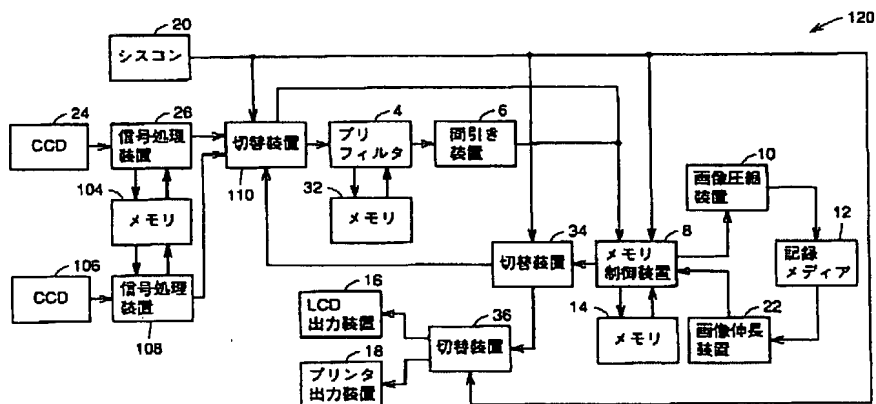 120
20
シスコン
24
CCD
26
信号処理
装置
104
メモリ
106
CCD
信号処理
装置
108
切替装置
110
4
プリ
フィルタ
32
メモリ
6
間引き
装置
34
切替装置
8
メモリ
制御装置
14
メモリ
10
画像圧縮
装置
12
記録
メディア
22
画像伸長
装置
16
LCD
出力装置
36
切替装置
18
プリンタ
出力装置